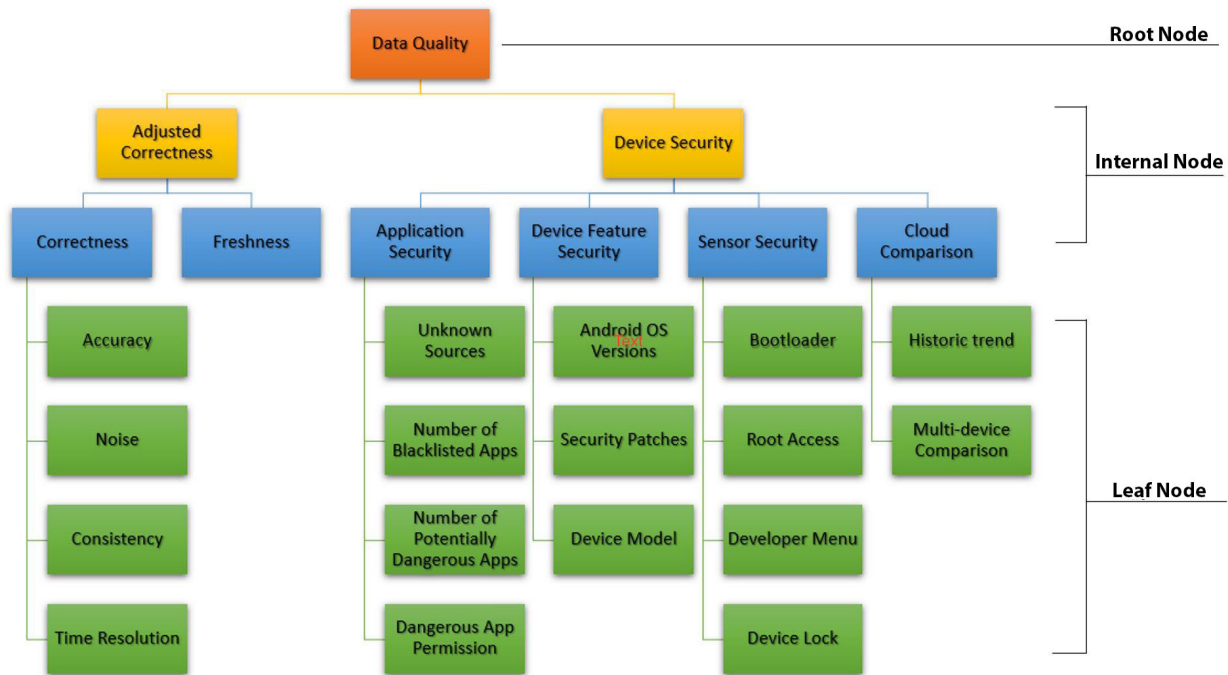 Data Quality
Root Node
Adjusted
Correctness
Device Security
Internal Node
Correctness
Freshness
Application
Security
Device Feature
Security
Sensor Security
Cloud
Comparison
Accuracy
Unknown
Sources
Android OS
Text
Versions
Bootloader
Historic trend
Noise
Number of
Blacklisted Apps
Security Patches
Root Access
Multi-device
Comparison
Leaf Node
Consistency
Number of
Potentially
Dangerous Apps
Device Model
Developer Menu
Time Resolution
Dangerous App
Permission
Device Lock